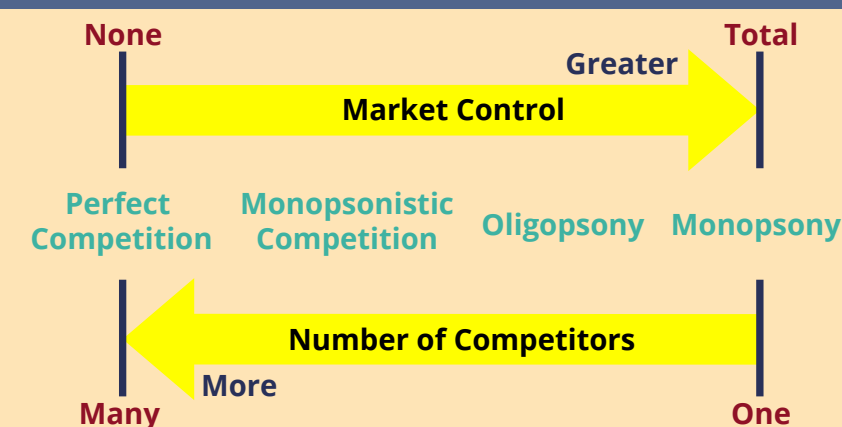 None
Total
Greater
Market Control
Perfect
Competition
Monopsonistic
Competition
Oligopsony
Monopsony
Number of Competitors
More
Many
One